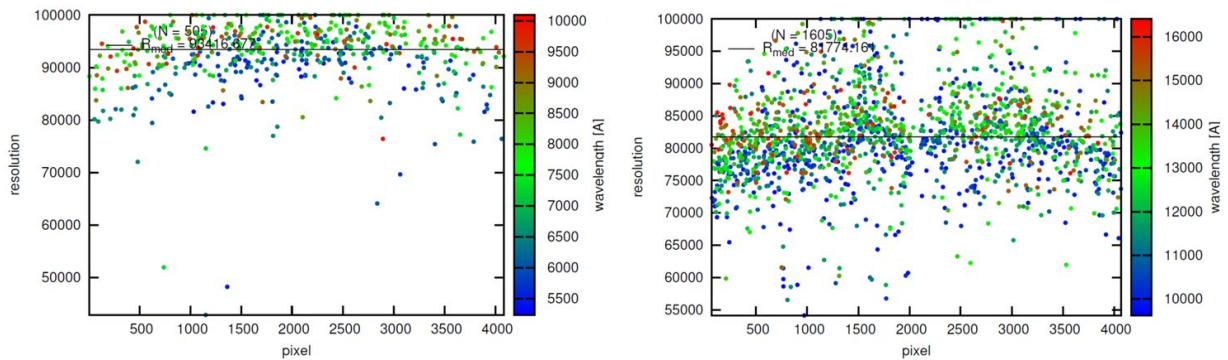 100000
90000
80000
70000
60000
50000
resolution
(N = 505)
R_med = 93416.677
500 1000 1500 2000 2500 3000 3500 4000
pixel
10000
9500
9000
8500
8000
7500
7000
6500
6000
5500
wavelength [A]
100000
95000
90000
85000
80000
75000
70000
65000
60000
55000
resolution
(N = 1605)
R_med = 81774.161
500 1000 1500 2000 2500 3000 3500 4000
pixel
16000
15000
14000
13000
12000
11000
10000
wavelength [A]